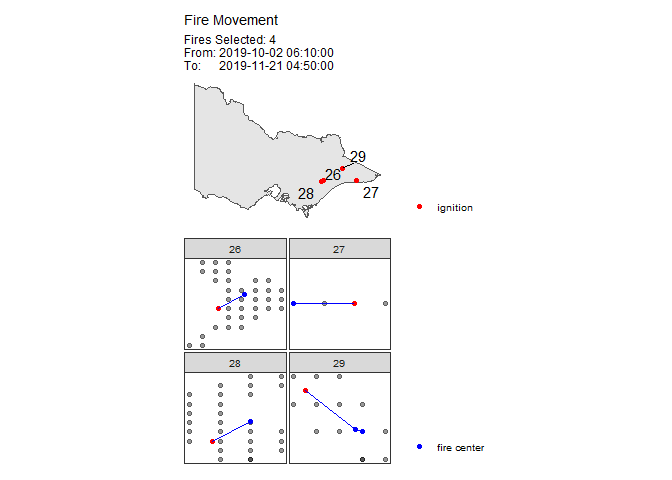 Fire Movement
Fires Selected: 4
From: 2019-10-02 06:10:00
To: 2019-11-21 04:50:00
29
26
28
27
ignition
26
27
28
29
fire center